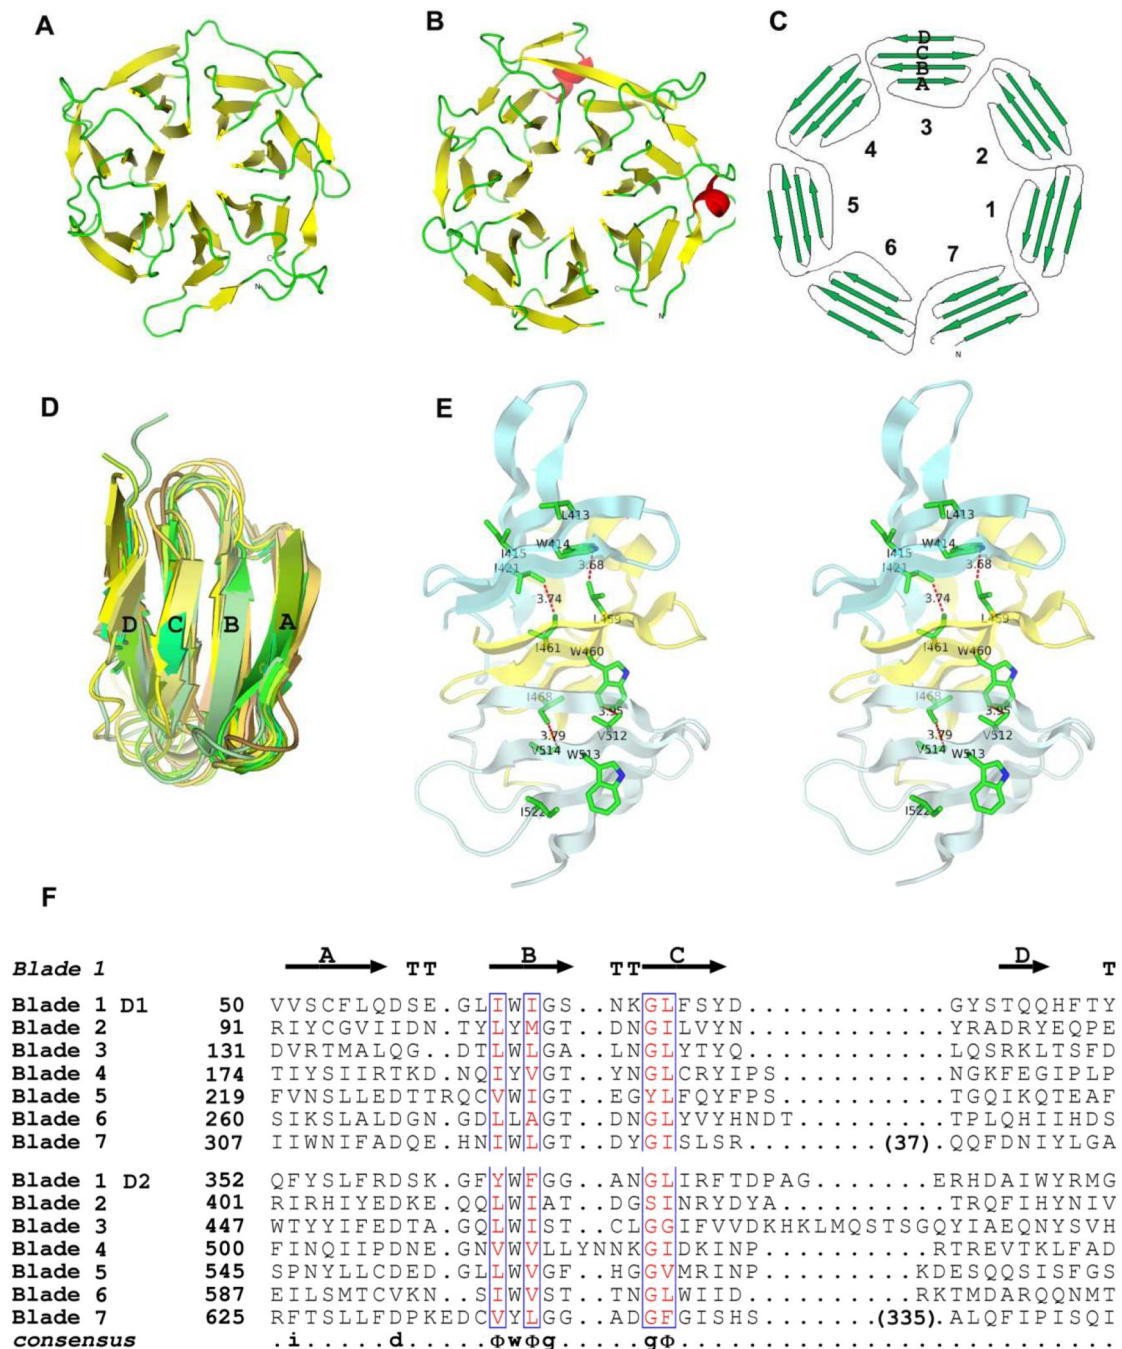 A
B
C
N
C
C
N
D
C
B
A
3
4
2
5
1
6
7
C
N
D
E
D
C
B
A
L413
W414
I415
I421
3.68
3.74
L459
I461
W460
I468
3.95
3.79
V512
V514
W513
I522
L413
W414
I415
I421
3.68
3.74
L459
I461
W460
I468
3.95
3.79
V512
V514
W513
I522
F
Blade 1 A TT B TT C D T
Blade 1 D1 50 VVSCFLQDSE.GLIWIGS..NKGLFSYD............GYSTQQHFTY
Blade 2 91 RIYCGVIIDN.TYLYMGT..DNGILVYN............YRADRYEQPE
Blade 3 131 DVRTMALQG..DTLWLGA..LNGLYTYQ............LQSRKLTSFD
Blade 4 174 TIYSIIRTKD.NQIYVGT..YNGLCRYIPS..........NGKFEGIPLP
Blade 5 219 FVNSLLEDTTRQCVWIGT..EGYLFQYFPS..........TGQIKQTEAF
Blade 6 260 SIKSLALDGN.GDLLAGT..DNGLYVYHNDT.........TPLQHIIHDS
Blade 7 307 IIWNIFADQE.HNIWLGT..DYGISLSR........(37)QQFDNIYLGA
Blade 1 D2 352 QFYSLFRDSK.GFYWFGG..ANGLIRFTDPAG.......ERHDAIWYRMG
Blade 2 401 RIRHIYEDKE.QQLWIAT..DGSINRYDYA.........TRQFIHYNIV
Blade 3 447 WTYYIFEDTA.GQLWIST..CLGGIFVVDKHKLMQSTSGQYIAEQNYSVH
Blade 4 500 FINQIIPDNE.GNVWVLLYNNKGIDKINP..........RTREVTKLFAD
Blade 5 545 SPNYLLCDED.GLLWVGF..HGGVMRINP.........KDESQQSISFGS
Blade 6 587 EILSMTCVKN..SIWVST..NGLWIID..........RKTMDARQQNMT
Blade 7 625 RFTSLLFDPKEDCVYLGG..ADGFGISHS.......(335)ALQFIPISQI
consensus .i.....d.....ΦwΦg.....gΦ.........................